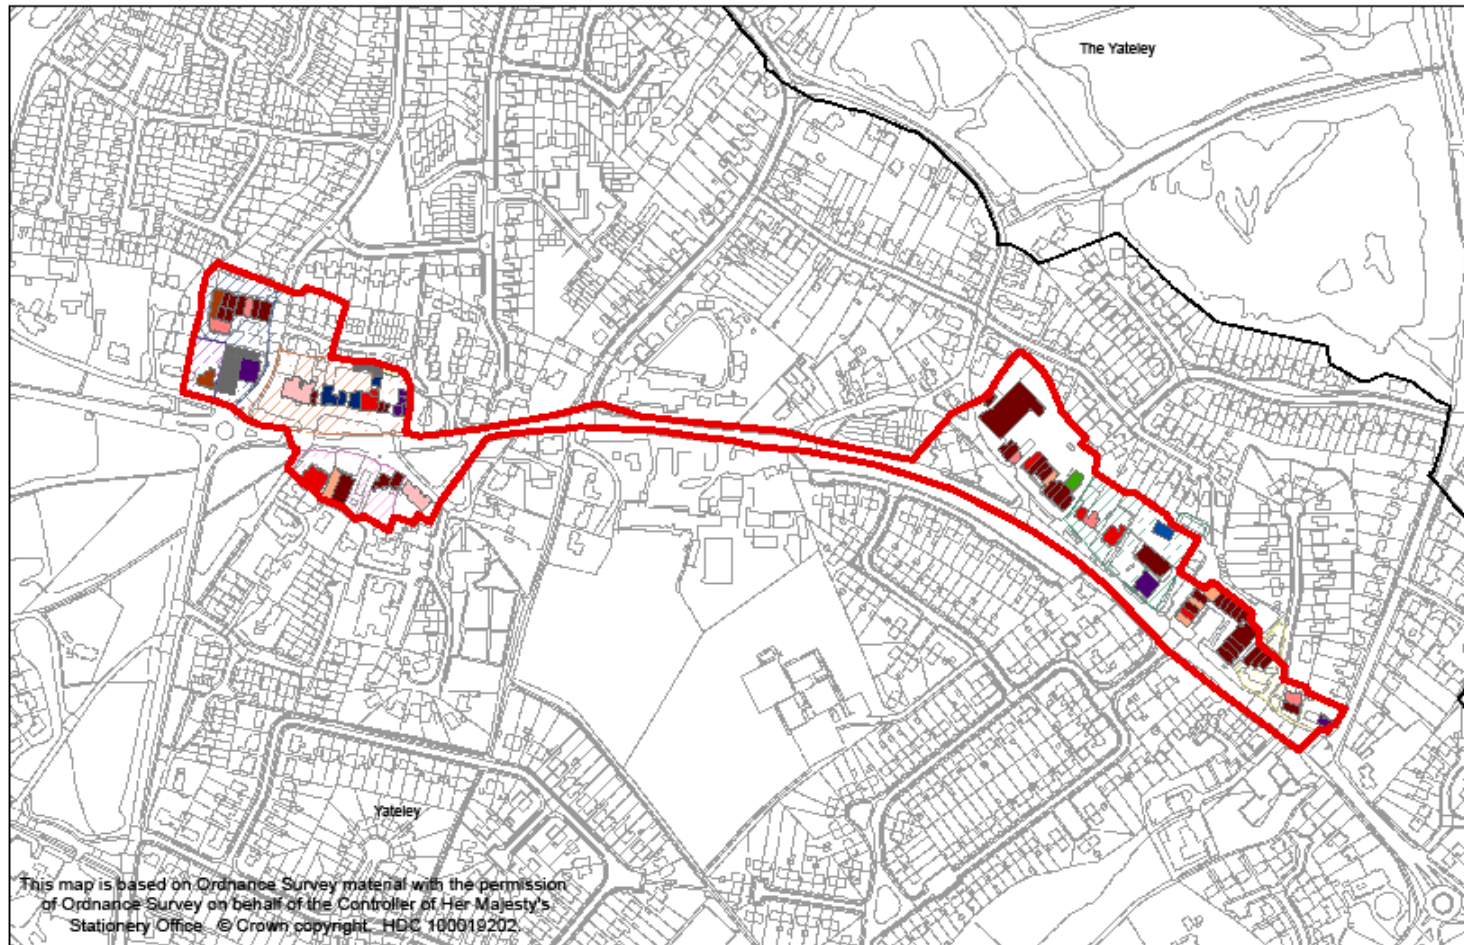 The Yateley
Yateley
This map is based on Ordnance Survey material with the permission
of Ordnance Survey on behalf of the Controller of Her Majesty's
Stationery Office © Crown copyright. HDC 100019202.